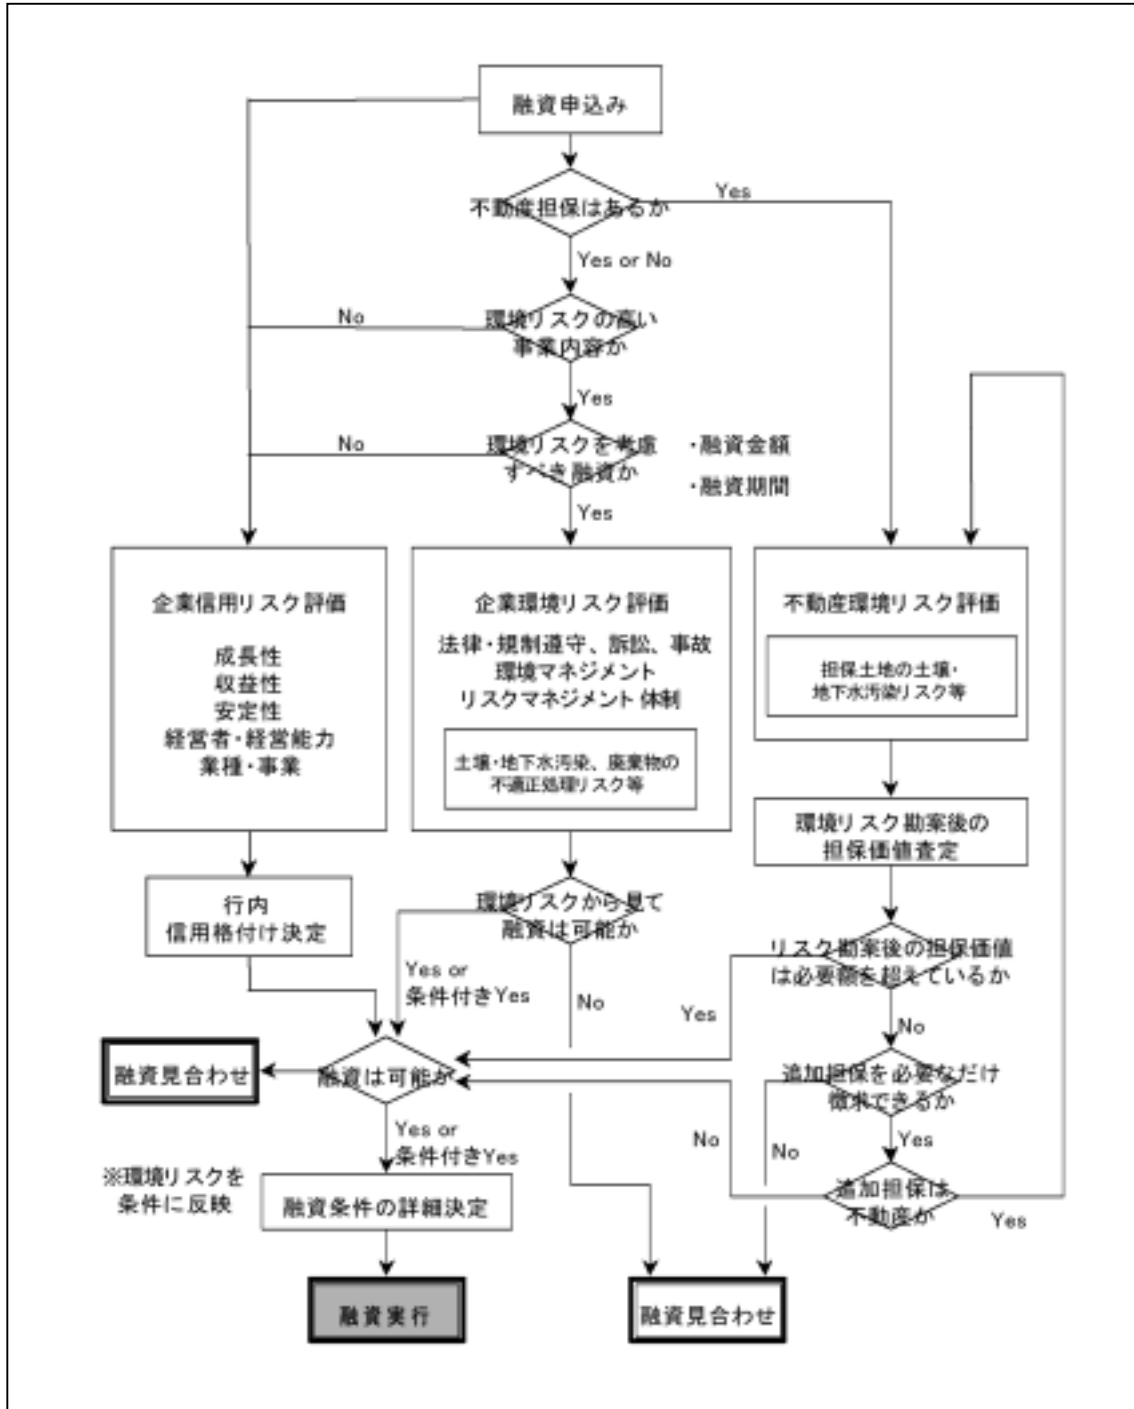 融資申込み
不動産担保はあるか
Yes
Yes or No
環境リスクの高い
事業内容か
No
Yes
環境リスクを考慮
すべき融資か
No
・融資金額
・融資期間
Yes
企業信用リスク評価
成長性
収益性
安定性
経営者・経営能力
業種・事業
企業環境リスク評価
法律・規制遵守、訴訟、事故
環境マネジメント
リスクマネジメント体制
土壌・地下水汚染、廃棄物の
不適正処理リスク等
不動産環境リスク評価
担保土地の土壌・
地下水汚染リスク等
環境リスク勘案後の
担保価値査定
行内
信用格付け決定
環境リスクから見て
融資は可能か
Yes or
条件付きYes
No
リスク勘案後の担保価値
は必要額を超えているか
Yes
No
融資見合わせ
融資は可能か
追加担保を必要なだけ
徴求できるか
No
No
Yes
Yes or
条件付きYes
※環境リスクを
条件に反映
融資条件の詳細決定
追加担保は
不動産か
Yes
融資実行
融資見合わせ